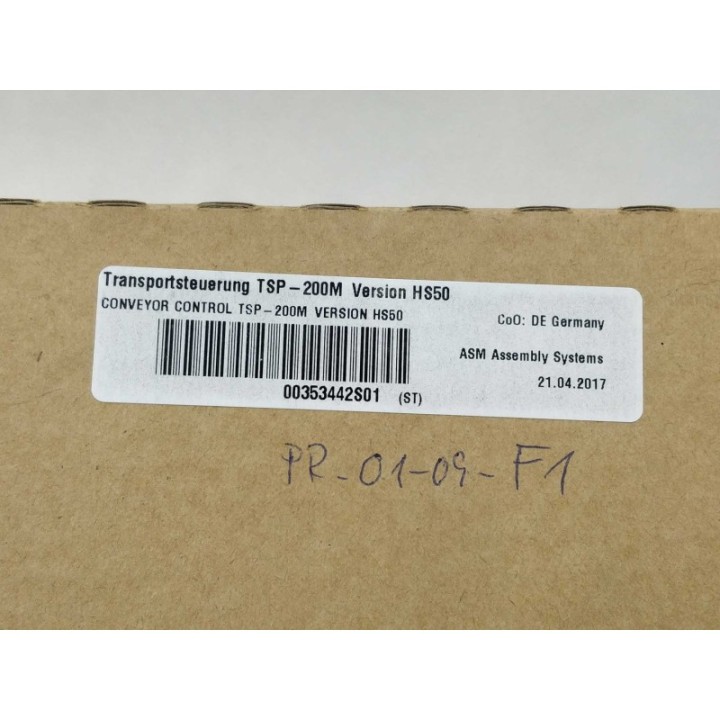 Transportsteuerung TSP-200M Version HS50
CONVEYOR CONTROL TSP-200M VERSION HS50
CoO: DE Germany
ASM Assembly Systems
21.04.2017
00353442S01 (ST)
PR-01-09-F1